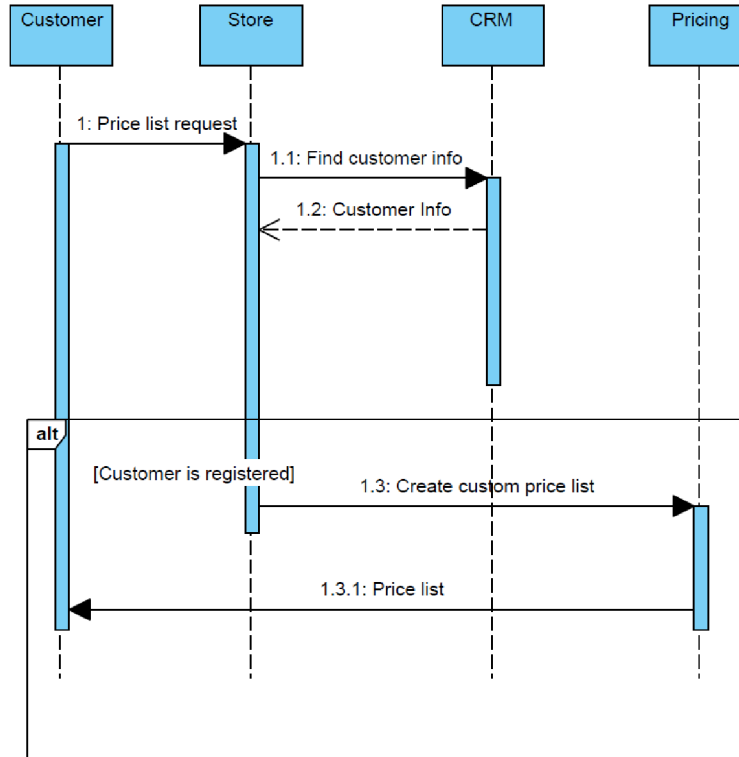 Customer
Store
CRM
Pricing
1: Price list request
1.1: Find customer info
1.2: Customer Info
alt
[Customer is registered]
1.3: Create custom price list
1.3.1: Price list